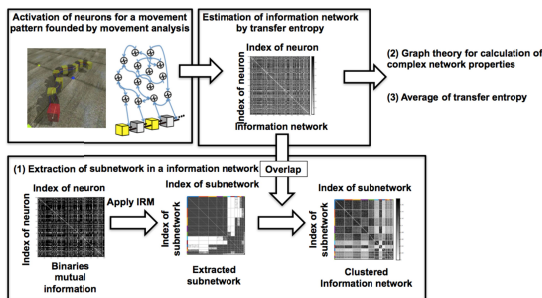 Activation of neurons for a movement
pattern founded by movement analysis
Estimation of information network
by transfer entropy
Index of neuron
Index of neuron
Information network
(2) Graph theory for calculation of
complex network properties
(3) Average of transfer entropy
(1) Extraction of subnetwork in a information network
Overlap
Index of neuron
Index of neuron
Binaries
mutual
information
Apply IRM
Index of subnetwork
Index of
subnetwork
Extracted
subnetwork
Index of subnetwork
Index of
subnetwork
Clustered
Information network